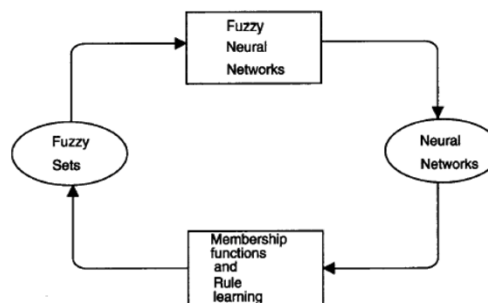 Fuzzy
Neural
Networks
Fuzzy
Sets
Neural
Networks
Membership
functions
and
Rule
learning